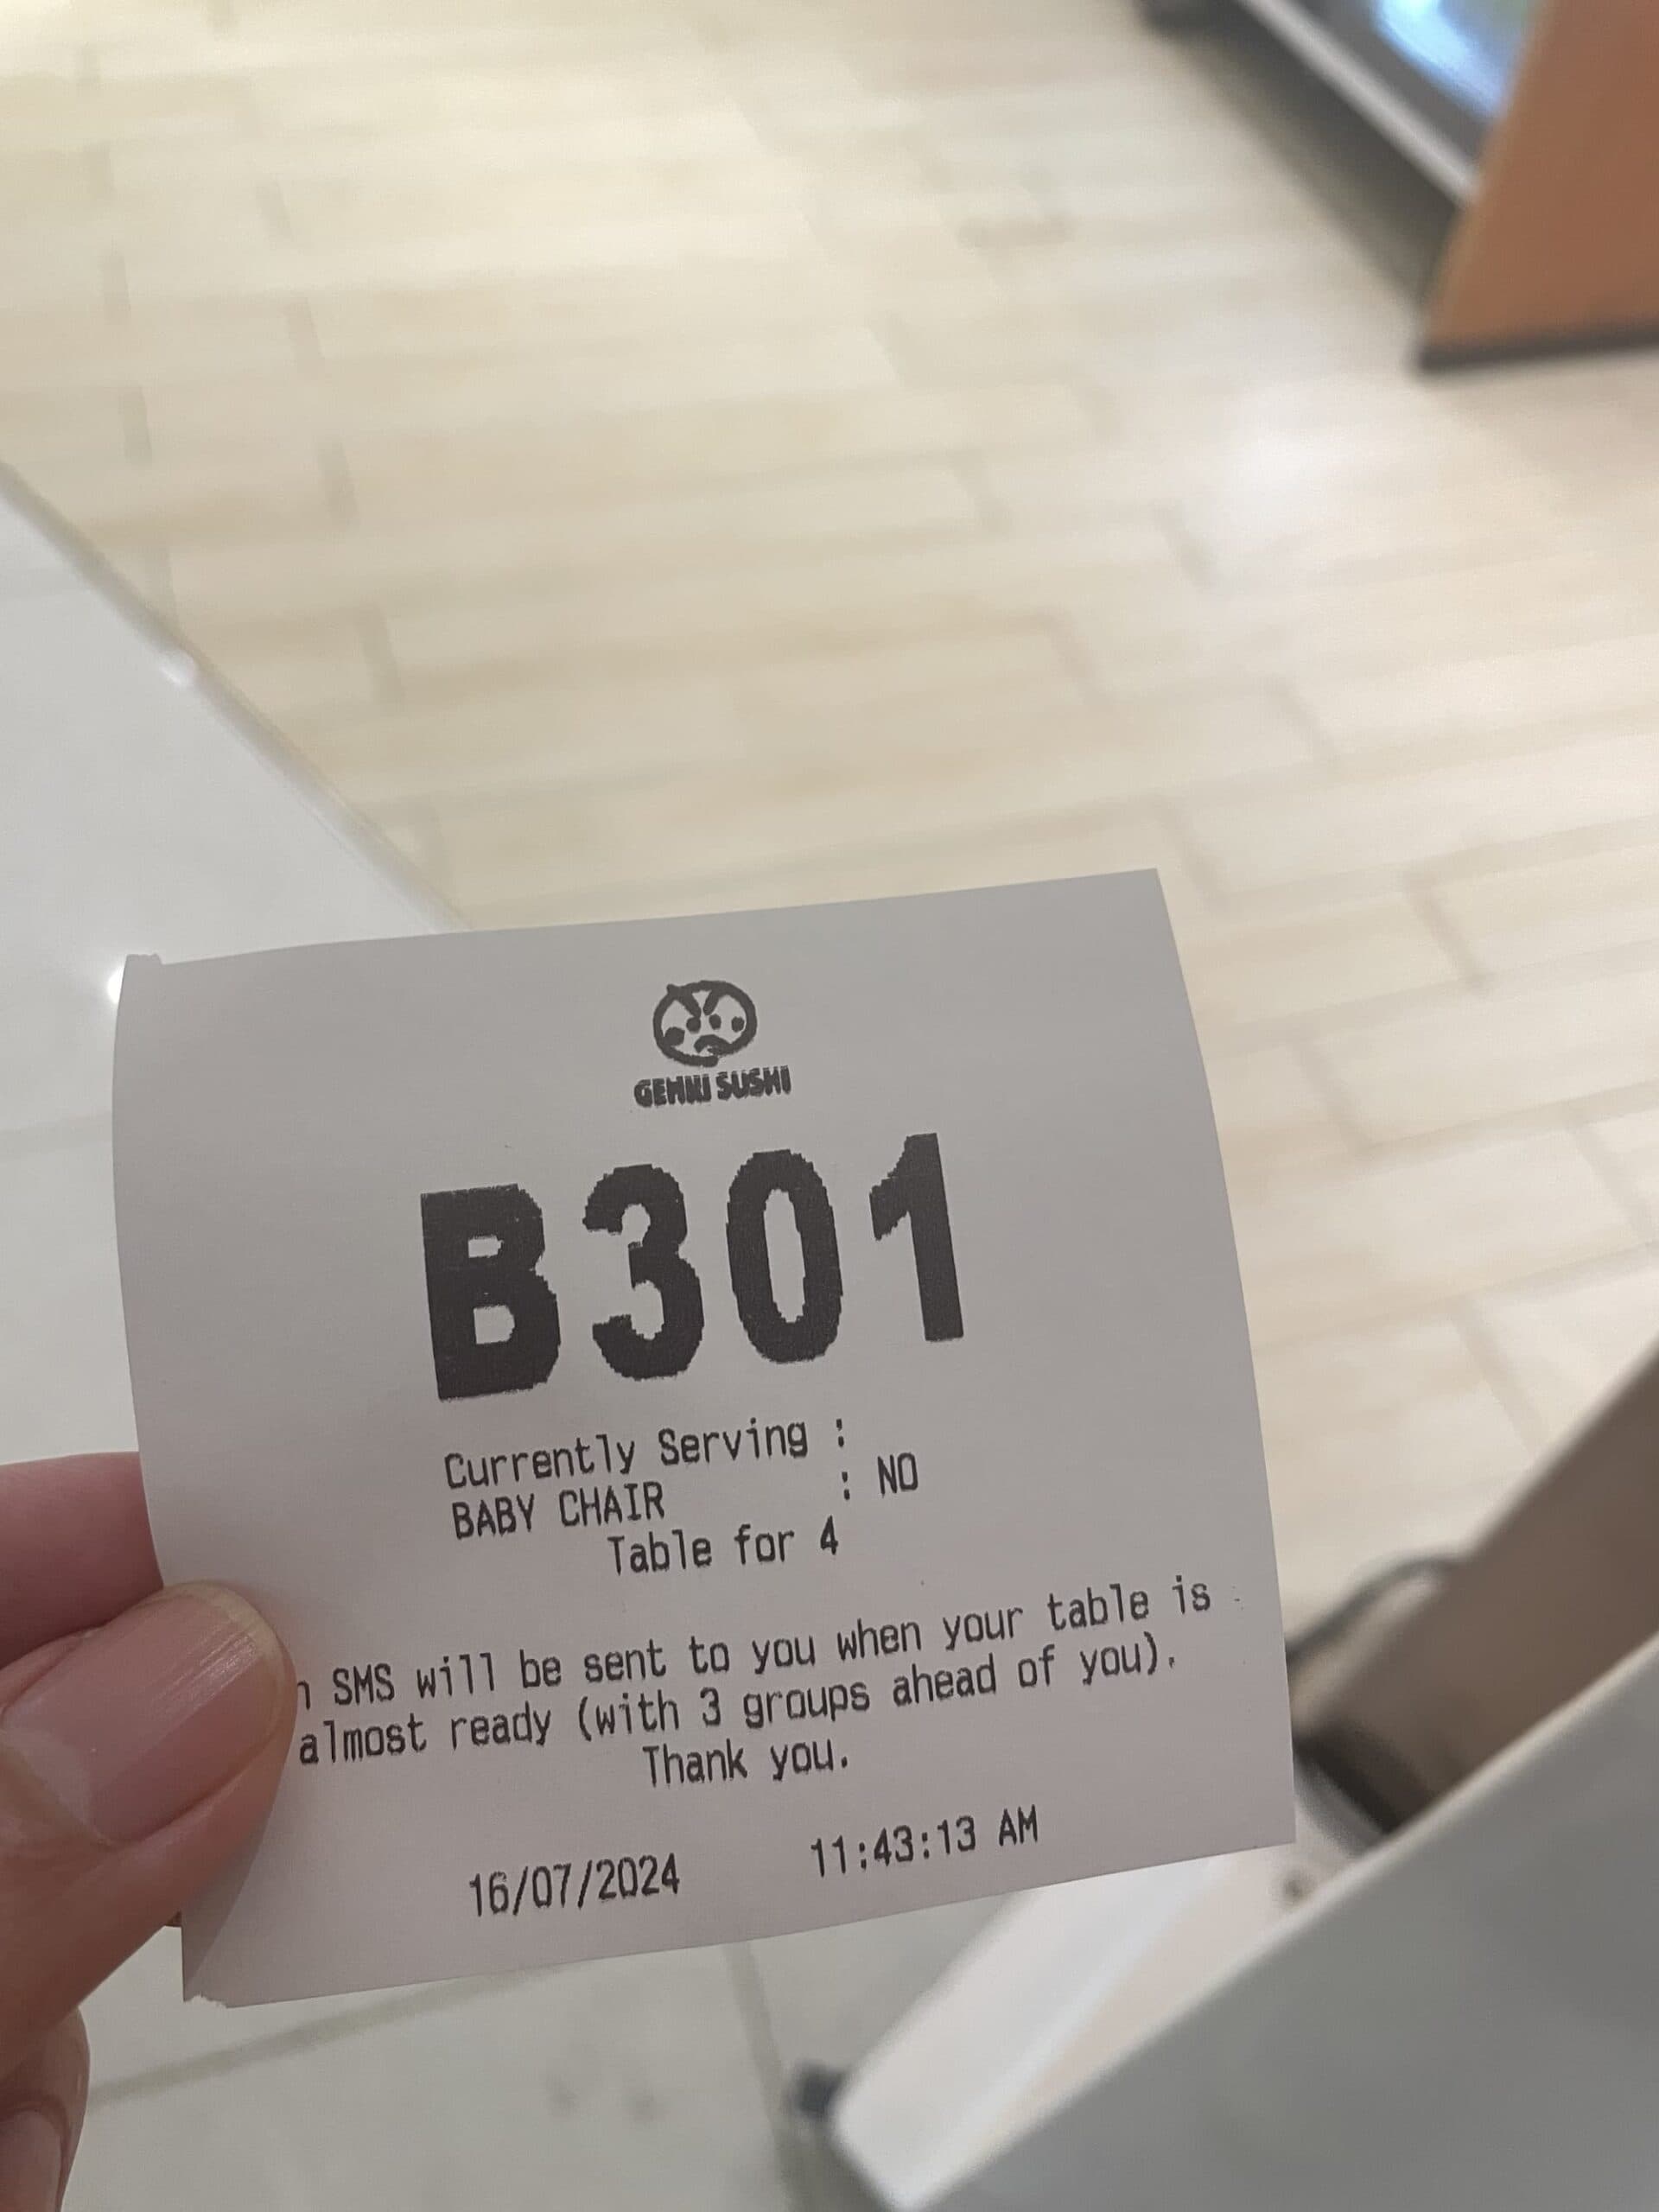 GENKI SUSHI
B301
Currently Serving :
BABY CHAIR : NO
Table for 4
SMS will be sent to you when your table is
almost ready (with 3 groups ahead of you).
Thank you.
16/07/2024 11:43:13 AM